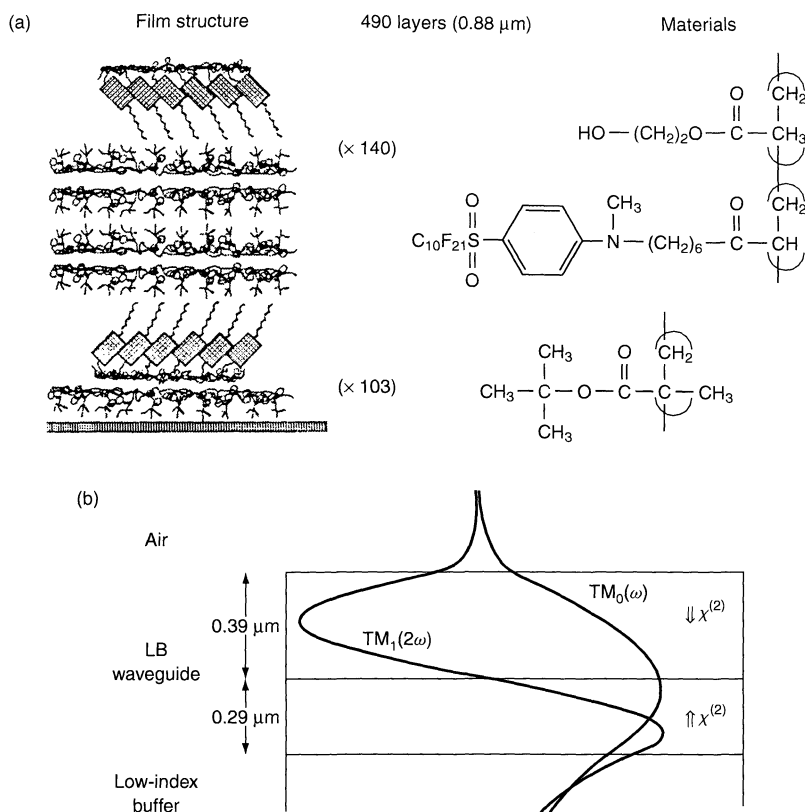 (a)
Film structure
490 layers (0.88 μm)
Materials
(× 140)
O
CH2
HO — (CH2)2O — C — CH3
O
CH3
O
CH2
C10F21S
N — (CH2)6 — C — CH
O
(× 103)
CH3
O
CH2
CH3 — C — O — C — C — CH3
CH3
(b)
Air
TM0(ω)
⇓χ(2)
0.39 μm
TM1(2ω)
LB
waveguide
0.29 μm
⇑χ(2)
Low-index
buffer